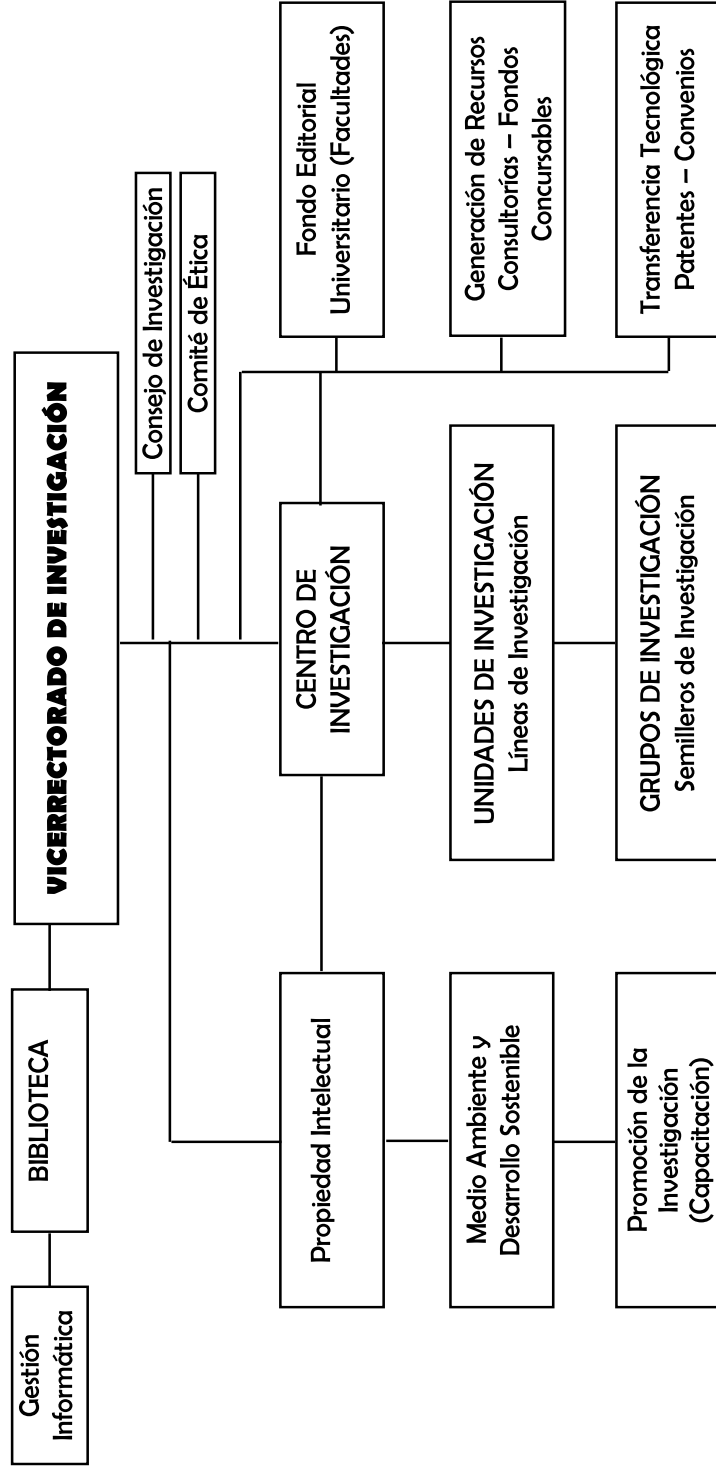 VICERRECTORADO DE INVESTIGACIÓN
Gestión
Informática
BIBLIOTECA
Consejo de Investigación
Comité de Ética
Propiedad Intelectual
CENTRO DE
INVESTIGACIÓN
Fondo Editorial
Universitario (Facultades)
Medio Ambiente y
Desarrollo Sostenible
UNIDADES DE INVESTIGACIÓN
Líneas de Investigación
Generación de Recursos
Consultorías – Fondos
Concursables
Promoción de la
Investigación
(Capacitación)
GRUPOS DE INVESTIGACIÓN
Semilleros de Investigación
Transferencia Tecnológica
Patentes – Convenios